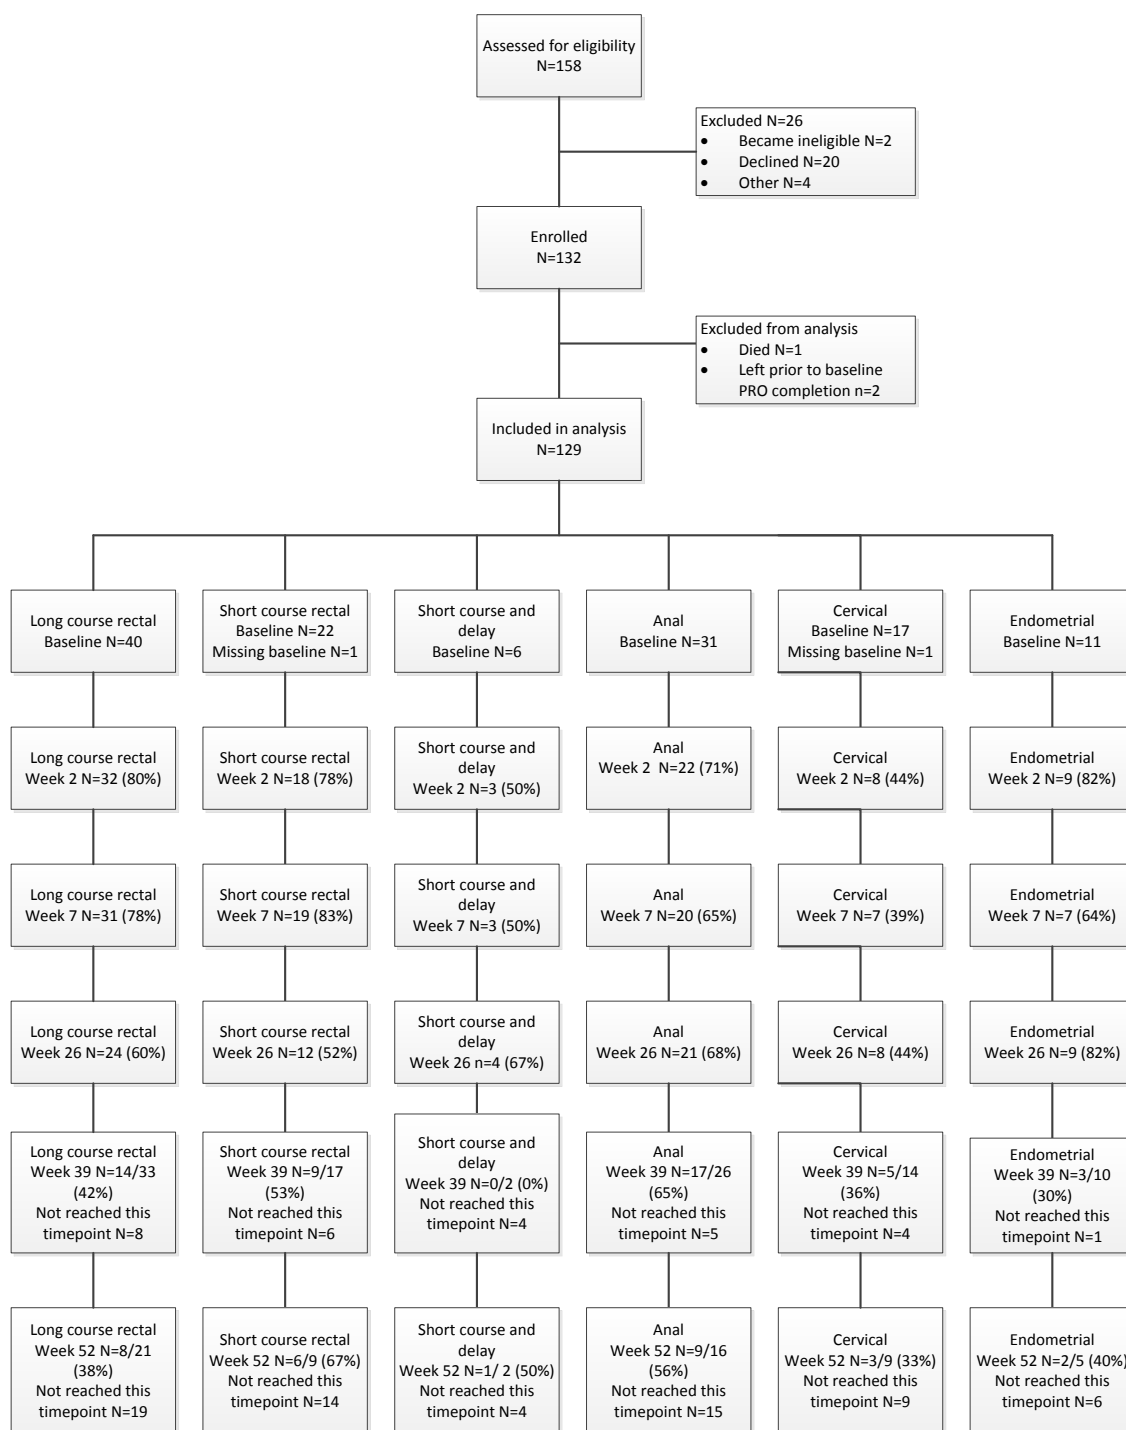 Assessed for eligibility
N=158
Excluded N=26
• Became ineligible N=2
• Declined N=20
• Other N=4
Enrolled
N=132
Excluded from analysis
• Died N=1
• Left prior to baseline
PRO completion n=2
Included in analysis
N=129
Long course rectal
Baseline N=40
Short course rectal
Baseline N=22
Missing baseline N=1
Short course and
delay
Baseline N=6
Anal
Baseline N=31
Cervical
Baseline N=17
Missing baseline N=1
Endometrial
Baseline N=11
Long course rectal
Week 2 N=32 (80%)
Short course rectal
Week 2 N=18 (78%)
Short course and
delay
Week 2 N=3 (50%)
Anal
Week 2  N=22 (71%)
Cervical
Week 2 N=8 (44%)
Endometrial
Week 2 N=9 (82%)
Long course rectal
Week 7 N=31 (78%)
Short course rectal
Week 7 N=19 (83%)
Short course and
delay
Week 7 N=3 (50%)
Anal
Week 7 N=20 (65%)
Cervical
Week 7 N=7 (39%)
Endometrial
Week 7 N=7 (64%)
Long course rectal
Week 26 N=24 (60%)
Short course rectal
Week 26 N=12 (52%)
Short course and
delay
Week 26 n=4 (67%)
Anal
Week 26 N=21 (68%)
Cervical
Week 26 N=8 (44%)
Endometrial
Week 26 N=9 (82%)
Long course rectal
Week 39 N=14/33
(42%)
Not reached this
timepoint N=8
Short course rectal
Week 39 N=9/17
(53%)
Not reached this
timepoint N=6
Short course and
delay
Week 39 N=0/2 (0%)
Not reached this
timepoint N=4
Anal
Week 39 N=17/26
(65%)
Not reached this
timepoint N=5
Cervical
Week 39 N=5/14
(36%)
Not reached this
timepoint N=4
Endometrial
Week 39 N=3/10
(30%)
Not reached this
timepoint N=1
Long course rectal
Week 52 N=8/21
(38%)
Not reached this
timepoint N=19
Short course rectal
Week 52 N=6/9 (67%)
Not reached this
timepoint N=14
Short course and
delay
Week 52 N=1/ 2 (50%)
Not reached this
timepoint N=4
Anal
Week 52 N=9/16
(56%)
Not reached this
timepoint N=15
Cervical
Week 52 N=3/9 (33%)
Not reached this
timepoint N=9
Endometrial
Week 52 N=2/5 (40%)
Not reached this
timepoint N=6